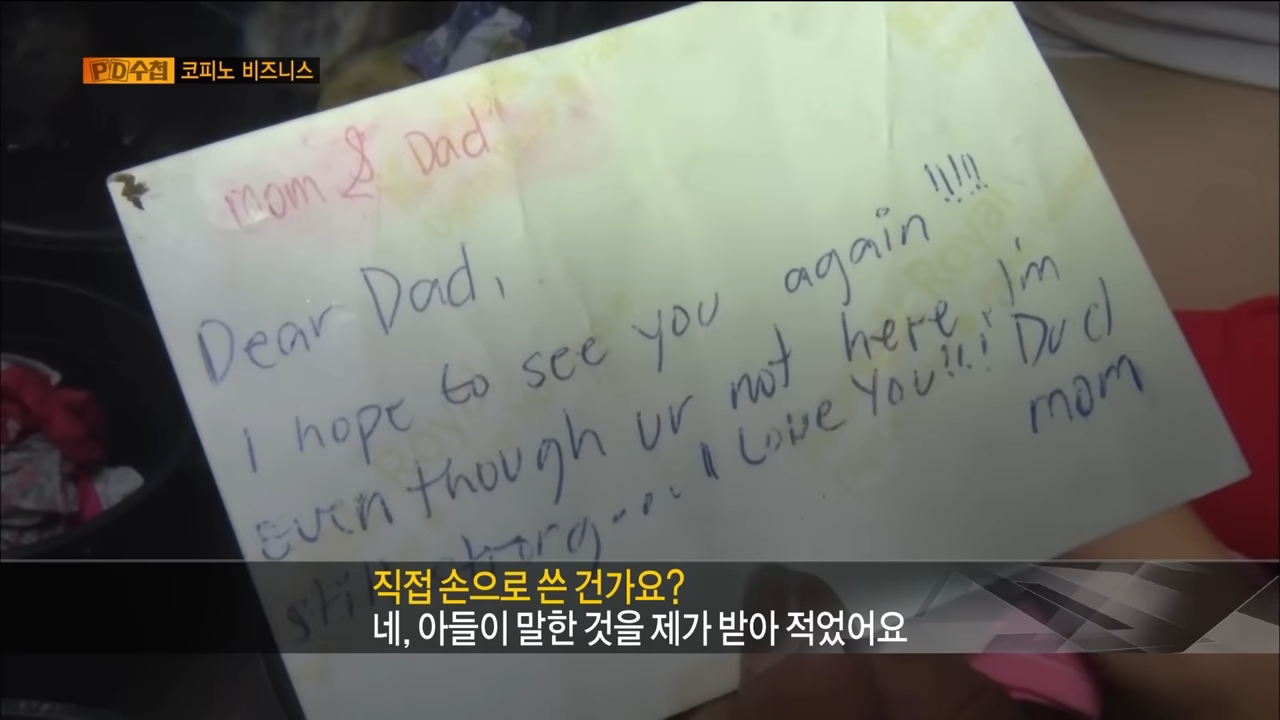 PD수첩 코피노 비즈니스
mom & Dad
Dear Dad,
I hope to see you again!!!!!
even though ur not here. I'm
still strong.... I Love You!!! Dad
mom
직접 손으로 쓴 건가요?
네, 아들이 말한 것을 제가 받아 적었어요